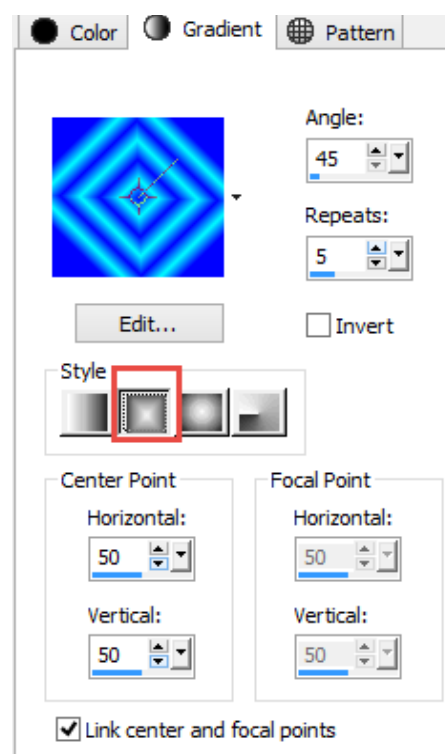 Color Gradient Pattern
Angle:
45
Repeats:
5
Edit...
Invert
Style
Center Point
Horizontal:
50
Vertical:
50
Focal Point
Horizontal:
50
Vertical:
50
Link center and focal points